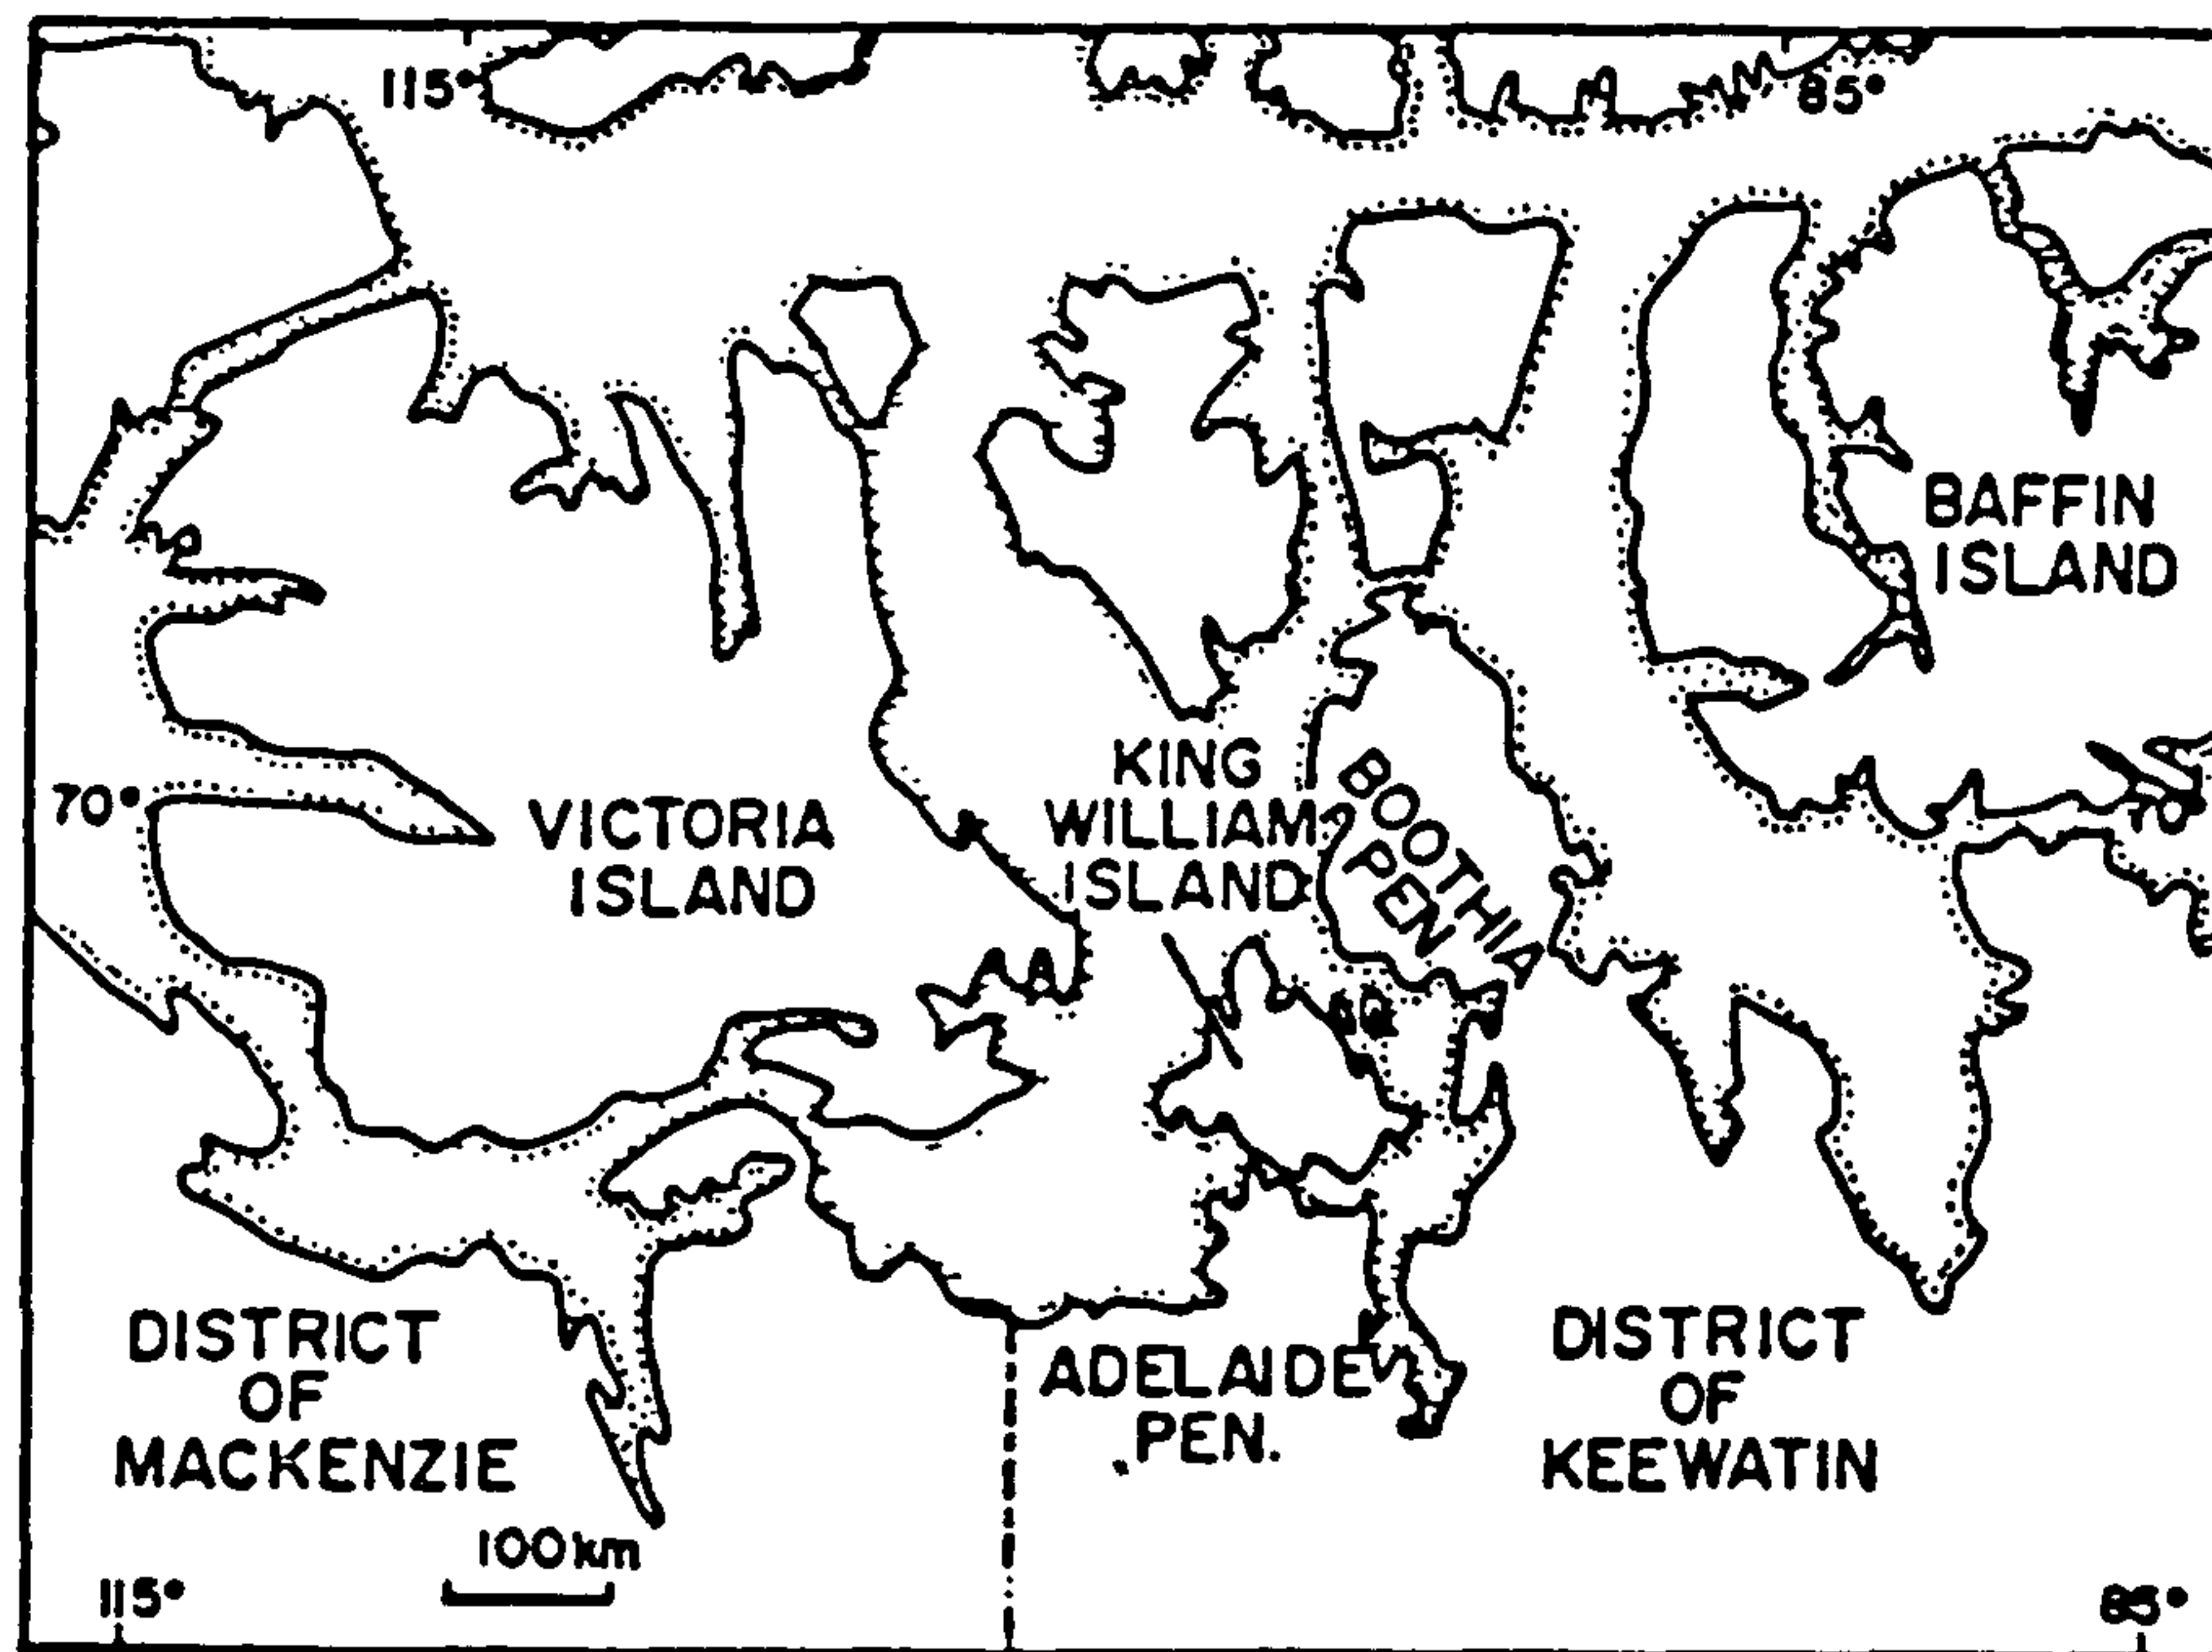 115°
85°
BAFFIN
ISLAND
70°
VICTORIA
ISLAND
KING
WILLIAM
ISLAND
BOOTHIA
PEN
DISTRICT
OF
MACKENZIE
ADELAIDE
PEN.
DISTRICT
OF
KEEWATIN
100km
115°
85°